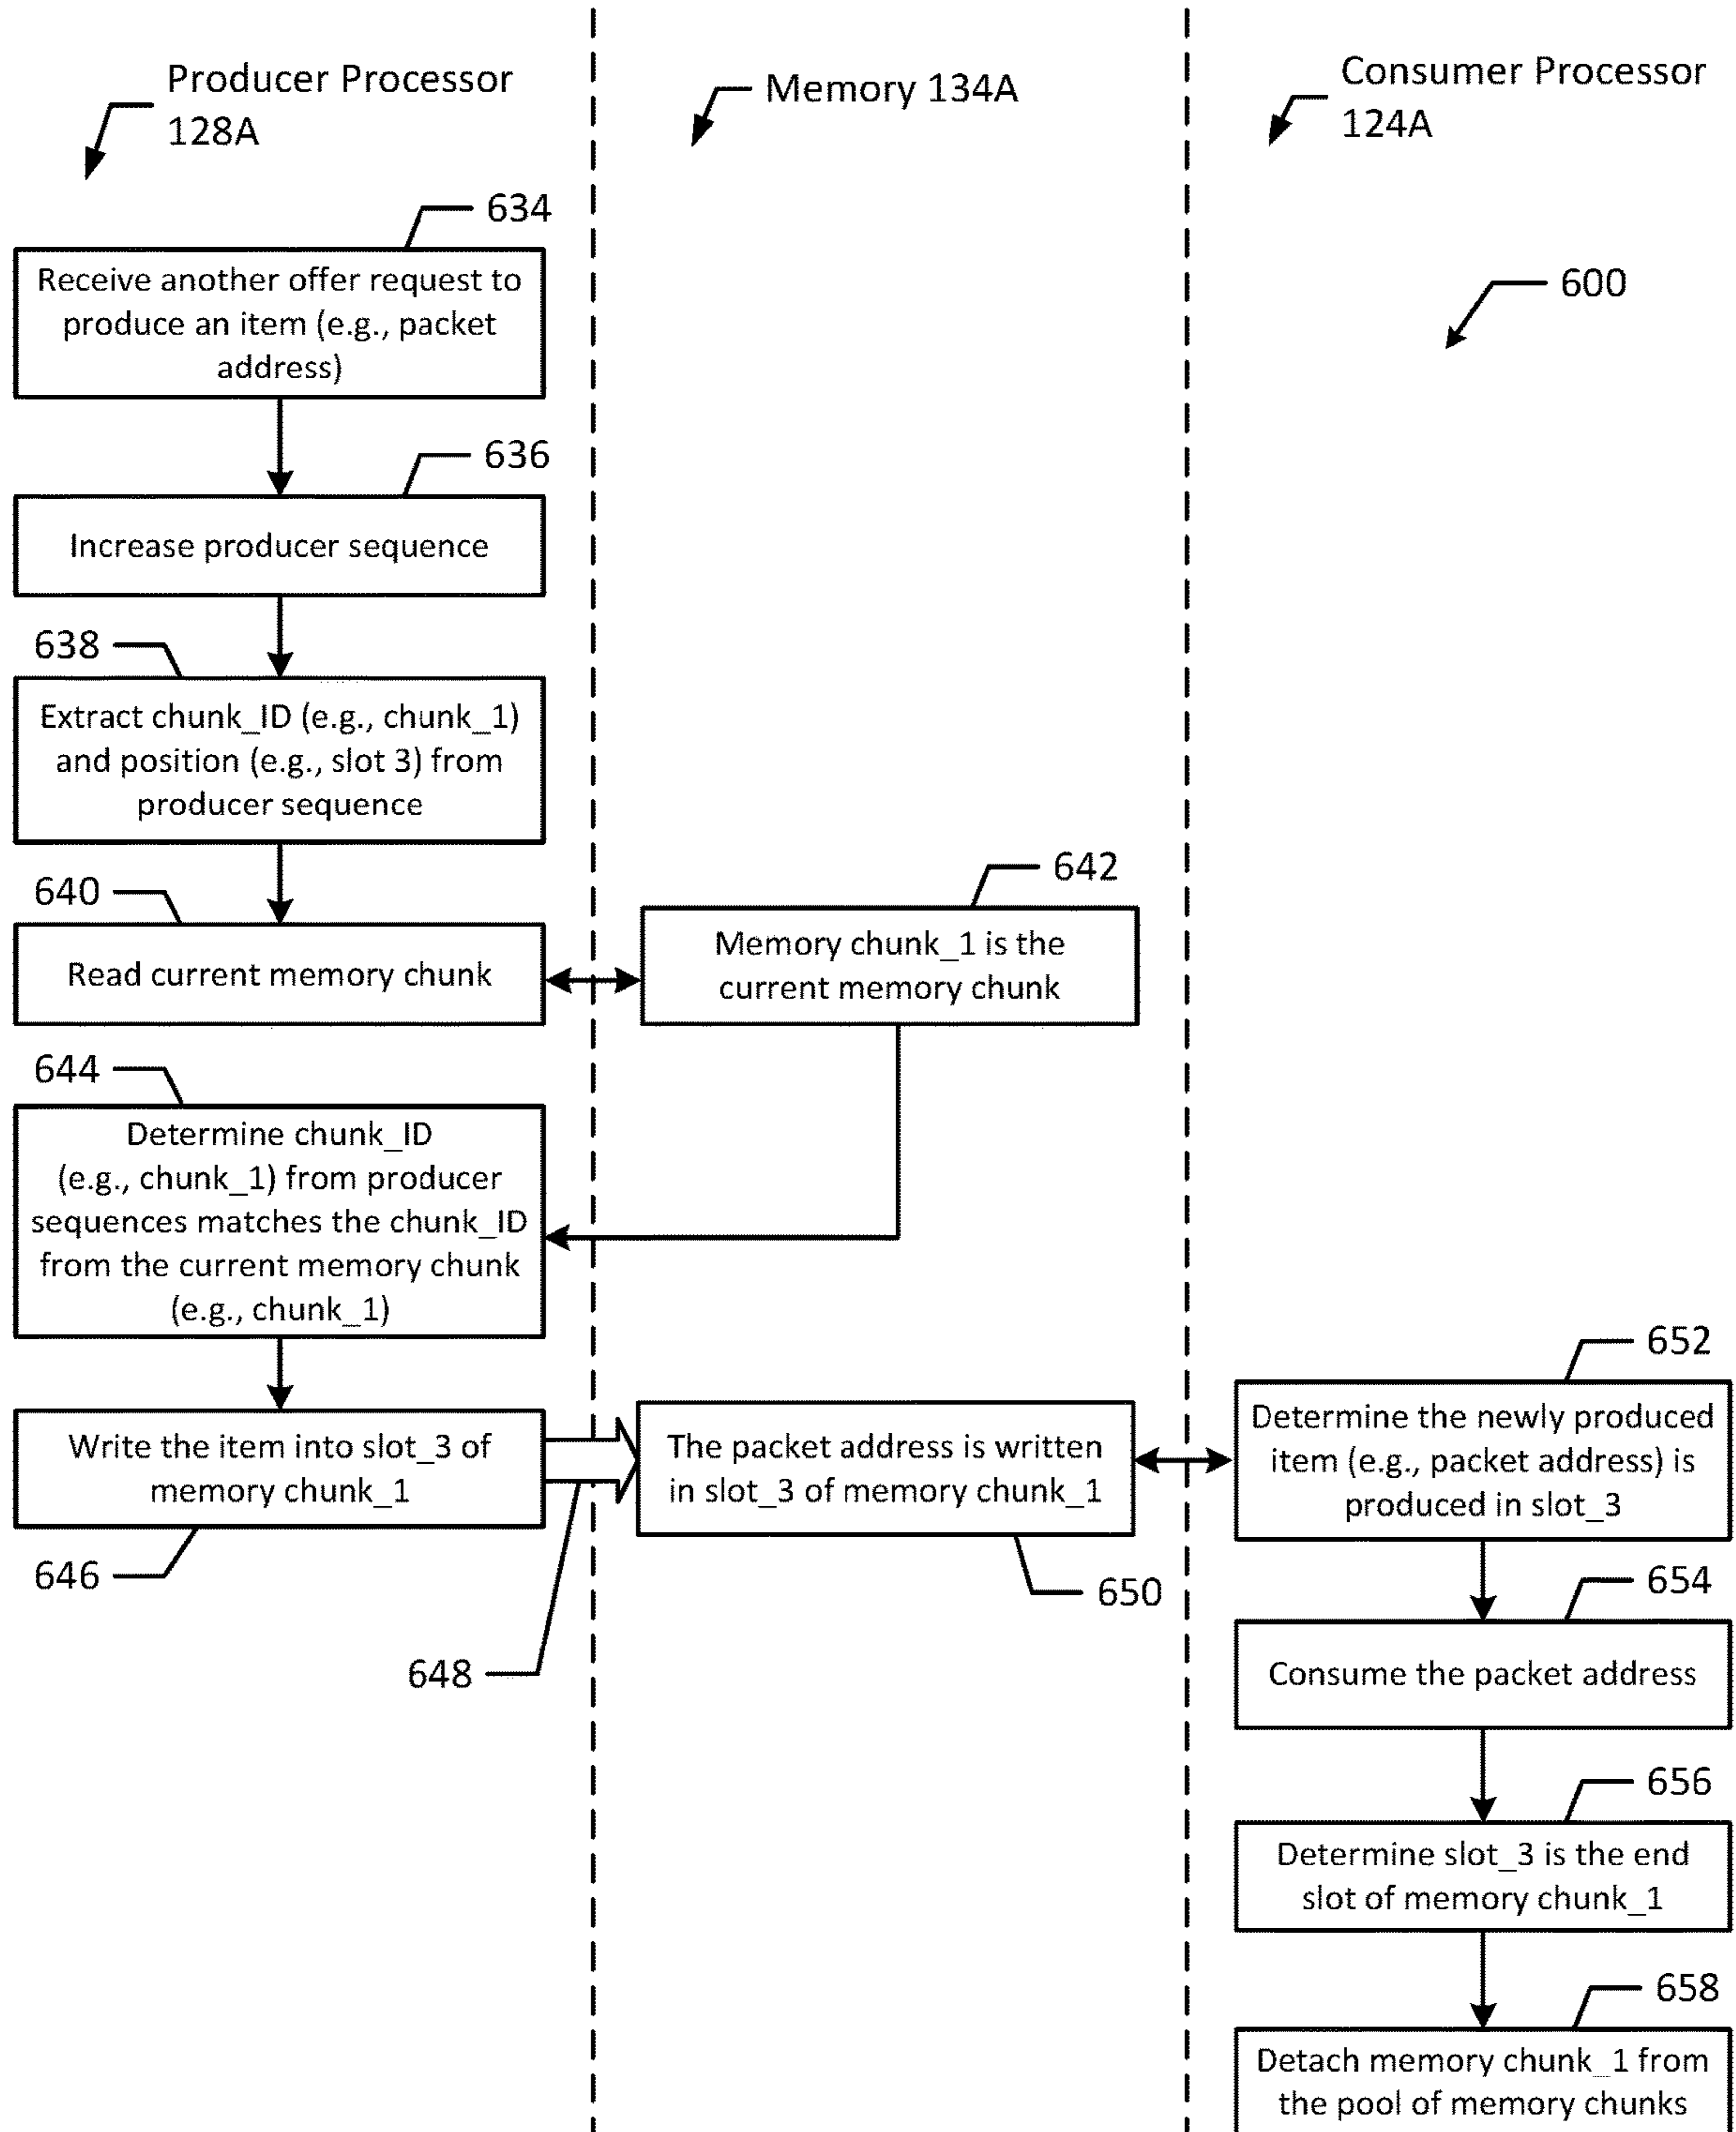 Producer Processor
128A
Memory 134A
Consumer Processor
124A
600
634
Receive another offer request to
produce an item (e.g., packet
address)
636
Increase producer sequence
638
Extract chunk_ID (e.g., chunk_1)
and position (e.g., slot 3) from
producer sequence
640
Read current memory chunk
642
Memory chunk_1 is the
current memory chunk
644
Determine chunk_ID
(e.g., chunk_1) from producer
sequences matches the chunk_ID
from the current memory chunk
(e.g., chunk_1)
Write the item into slot_3 of
memory chunk_1
646
648
The packet address is written
in slot_3 of memory chunk_1
650
652
Determine the newly produced
item (e.g., packet address) is
produced in slot_3
654
Consume the packet address
656
Determine slot_3 is the end
slot of memory chunk_1
658
Detach memory chunk_1 from
the pool of memory chunks